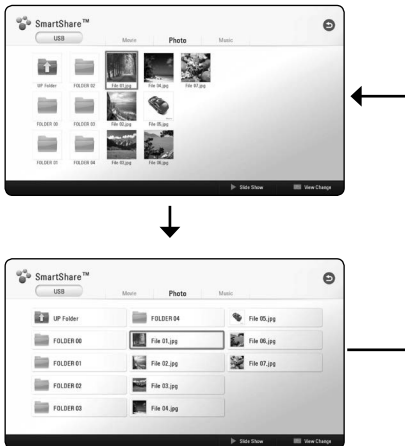 SmartShare™
USB
Movie Photo Music
UP Folder FOLDER 02 File 01.jpg File 04.jpg File 07.jpg
FOLDER 00 FOLDER 03 File 02.jpg File 05.jpg
FOLDER 01 FOLDER 04 File 03.jpg File 06.jpg
Slide Show View Change
SmartShare™
USB
Movie Photo Music
UP Folder FOLDER 04 File 05.jpg
FOLDER 00 File 01.jpg File 06.jpg
FOLDER 01 File 02.jpg File 07.jpg
FOLDER 02 File 03.jpg
FOLDER 03 File 04.jpg
Slide Show View Change